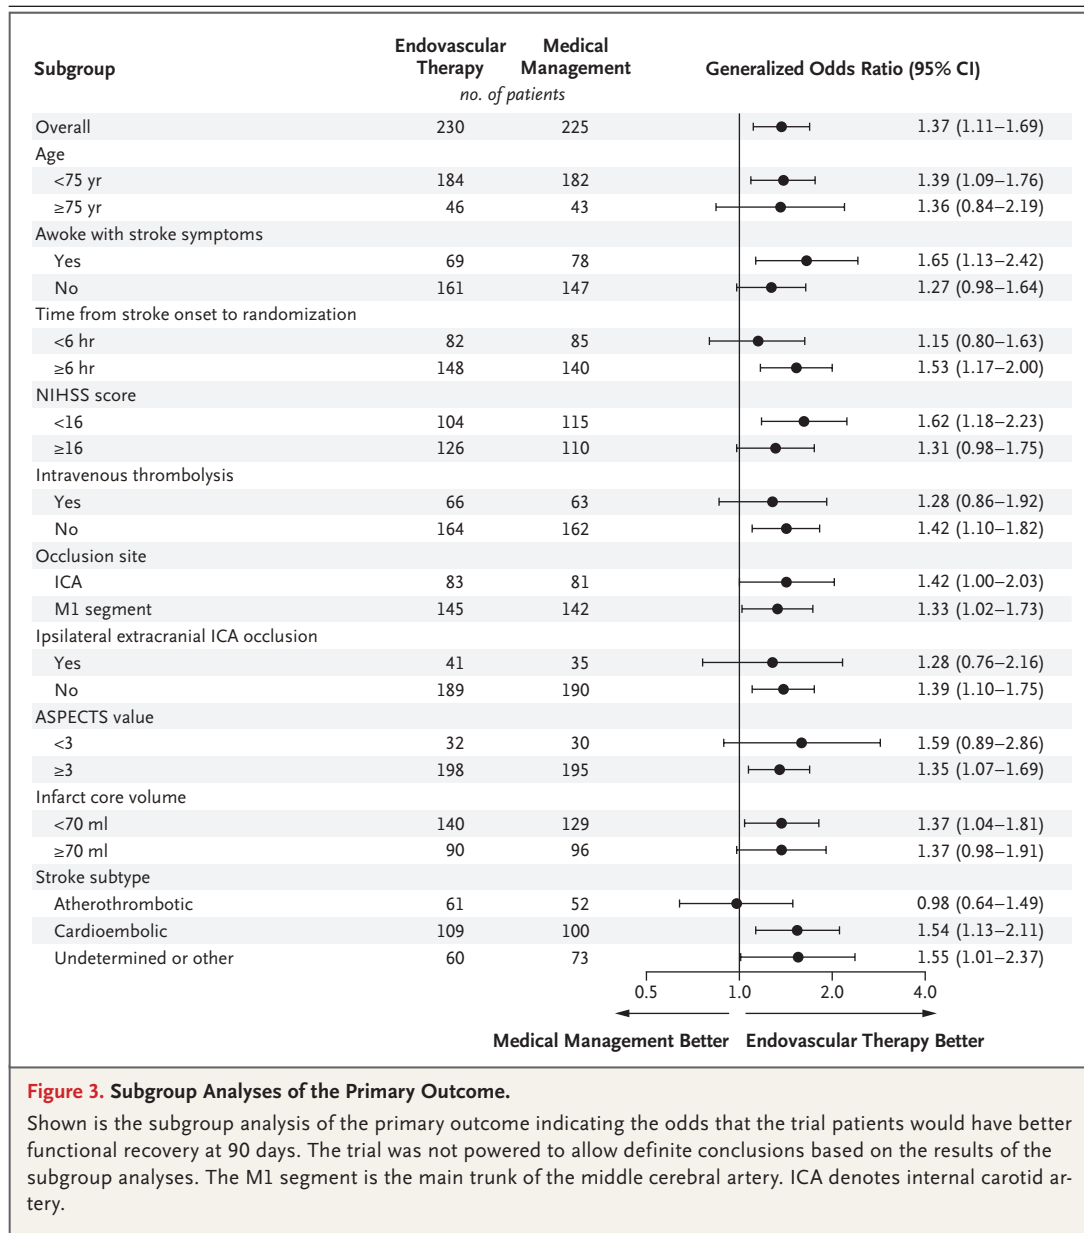 Subgroup Endovascular Therapy Medical Management Generalized Odds Ratio (95% CI)
no. of patients
Overall 230 225 1.37 (1.11–1.69)
Age
<75 yr 184 182 1.39 (1.09–1.76)
≥75 yr 46 43 1.36 (0.84–2.19)
Awoke with stroke symptoms
Yes 69 78 1.65 (1.13–2.42)
No 161 147 1.27 (0.98–1.64)
Time from stroke onset to randomization
<6 hr 82 85 1.15 (0.80–1.63)
≥6 hr 148 140 1.53 (1.17–2.00)
NIHSS score
<16 104 115 1.62 (1.18–2.23)
≥16 126 110 1.31 (0.98–1.75)
Intravenous thrombolysis
Yes 66 63 1.28 (0.86–1.92)
No 164 162 1.42 (1.10–1.82)
Occlusion site
ICA 83 81 1.42 (1.00–2.03)
M1 segment 145 142 1.33 (1.02–1.73)
Ipsilateral extracranial ICA occlusion
Yes 41 35 1.28 (0.76–2.16)
No 189 190 1.39 (1.10–1.75)
ASPECTS value
<3 32 30 1.59 (0.89–2.86)
≥3 198 195 1.35 (1.07–1.69)
Infarct core volume
<70 ml 140 129 1.37 (1.04–1.81)
≥70 ml 90 96 1.37 (0.98–1.91)
Stroke subtype
Atherothrombotic 61 52 0.98 (0.64–1.49)
Cardioembolic 109 100 1.54 (1.13–2.11)
Undetermined or other 60 73 1.55 (1.01–2.37)
0.5 1.0 2.0 4.0
Medical Management Better Endovascular Therapy Better
Figure 3. Subgroup Analyses of the Primary Outcome.
Shown is the subgroup analysis of the primary outcome indicating the odds that the trial patients would have better
functional recovery at 90 days. The trial was not powered to allow definite conclusions based on the results of the
subgroup analyses. The M1 segment is the main trunk of the middle cerebral artery. ICA denotes internal carotid ar-
tery.